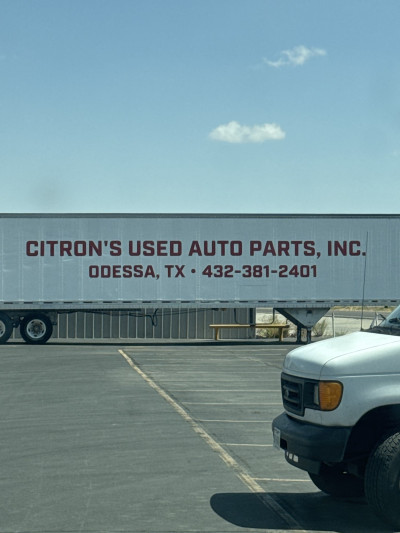 CITRON'S USED AUTO PARTS, INC.
ODESSA, TX • 432-381-2401